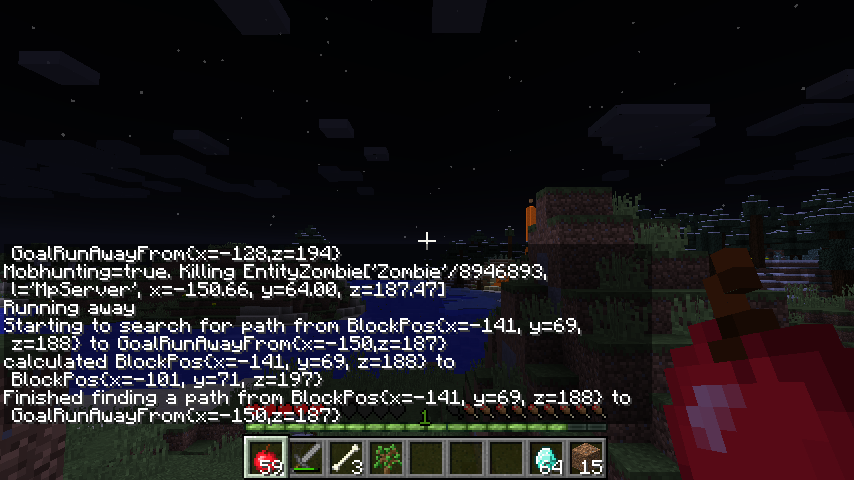 GoalRunAwayFrom{x=-128,z=194}
Mobhunting=true. Killing EntityZombie['Zombie'/8946893,
l='MpServer', x=-150.66, y=64.00, z=187.47]
Running away
Starting to search for path from BlockPos{x=-141, y=69,
z=188} to GoalRunAwayFrom{x=-150,z=187}
calculated BlockPos{x=-141, y=69, z=188} to
BlockPos{x=-101, y=71, z=197}
Finished finding a path from BlockPos{x=-141, y=69, z=188} to
GoalRunAwayFrom{x=-150,z=187}
1
59 3 64 15